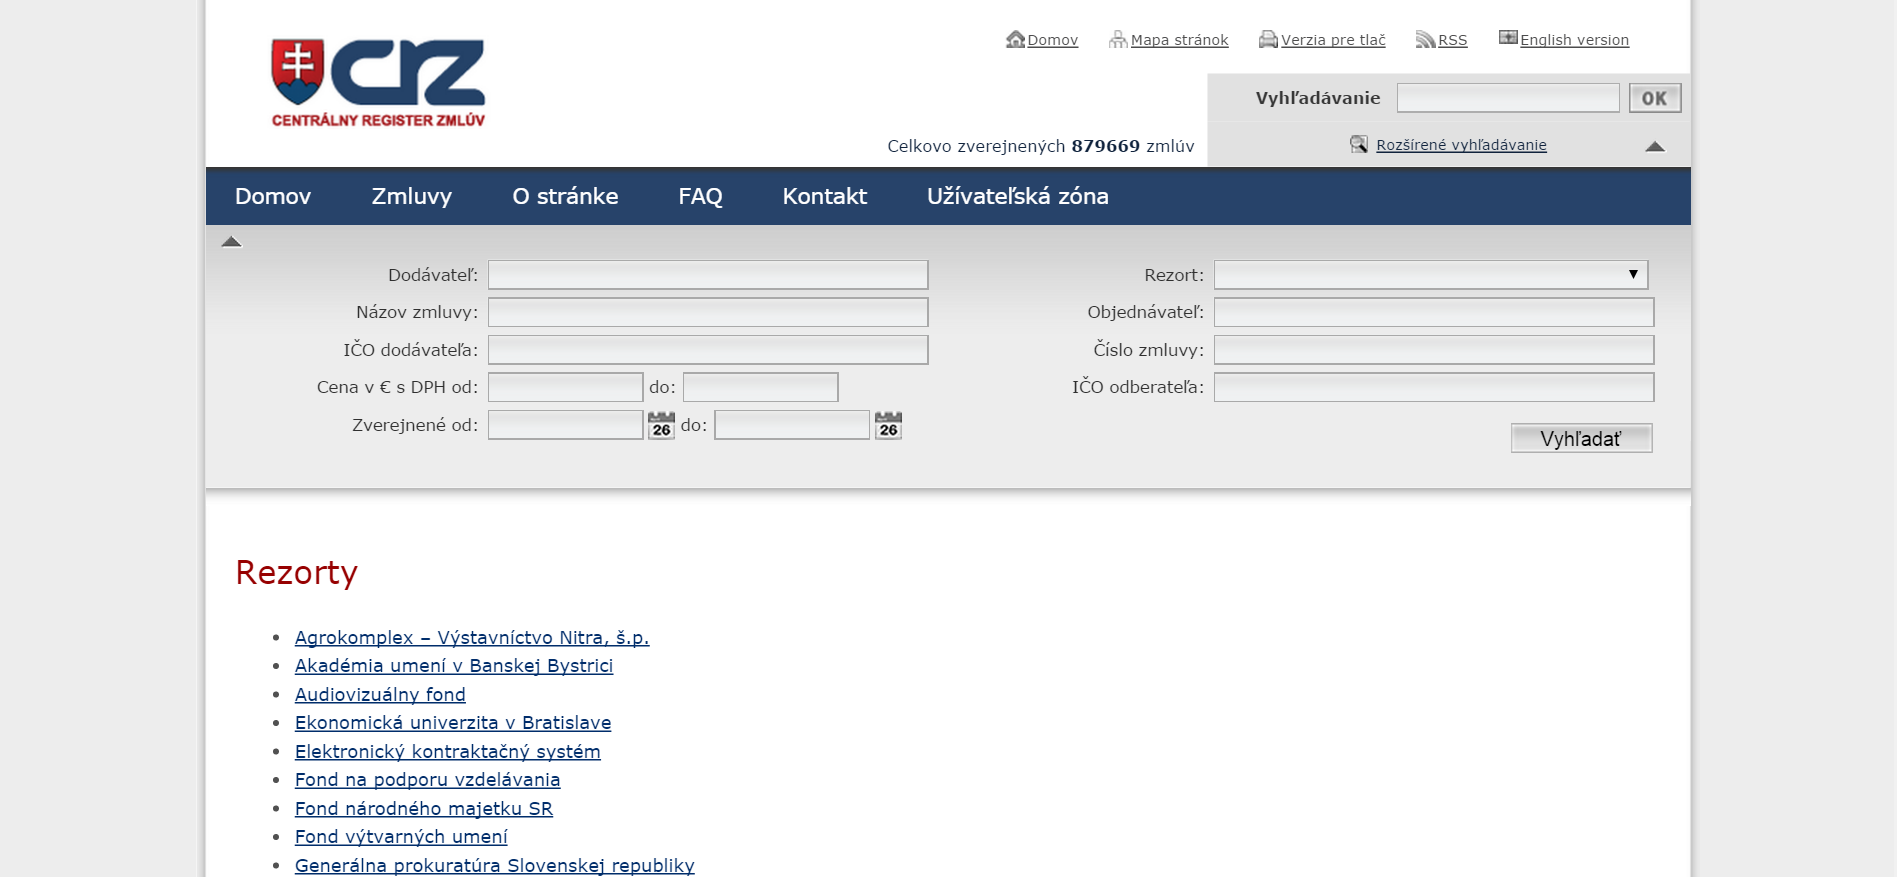 CRZ
CENTRÁLNY REGISTER ZMLÚV
Domov
Mapa stránok
Verzia pre tlač
RSS
English version
Vyhľadávanie
OK
Celkovo zverejnených 879669 zmlúv
Rozšírené vyhľadávanie
Domov
Zmluvy
O stránke
FAQ
Kontakt
Užívateľská zóna
Dodávateľ:
Rezort:
Názov zmluvy:
Objednávateľ:
IČO dodávateľa:
Číslo zmluvy:
Cena v € s DPH od:
do:
IČO odberateľa:
Zverejnené od:
26
do:
26
Vyhľadať
Rezorty
Agrokomplex – Výstavníctvo Nitra, š.p.
Akadémia umení v Banskej Bystrici
Audiovizuálny fond
Ekonomická univerzita v Bratislave
Elektronický kontraktačný systém
Fond na podporu vzdelávania
Fond národného majetku SR
Fond výtvarných umení
Generálna prokuratúra Slovenskej republiky